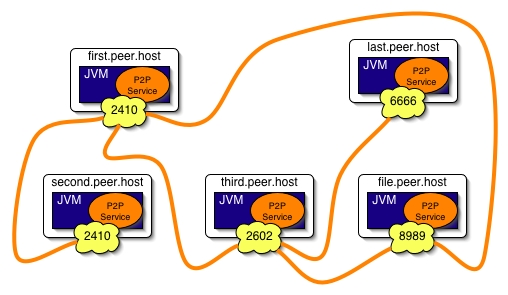 first.peer.host
JVM
P2P
Service
2410
last.peer.host
JVM
P2P
Service
6666
second.peer.host
JVM
P2P
Service
2410
third.peer.host
JVM
P2P
Service
2602
file.peer.host
JVM
P2P
Service
8989